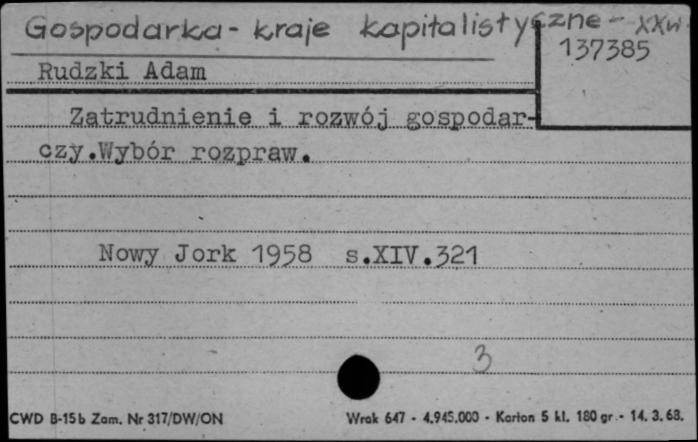 Gospodarka - kraje kapitalistyczne - XXw
137385
Rudzki Adam
Zatrudnienie i rozwój gospodar-
czy.Wybór rozpraw.
Nowy Jork 1958 s.XIV.321
3
CWD B-15b Zam. Nr 317/DW/ON Wrak 647 - 4.945.000 - Karton 5 kl. 180 gr. - 14. 3. 68.